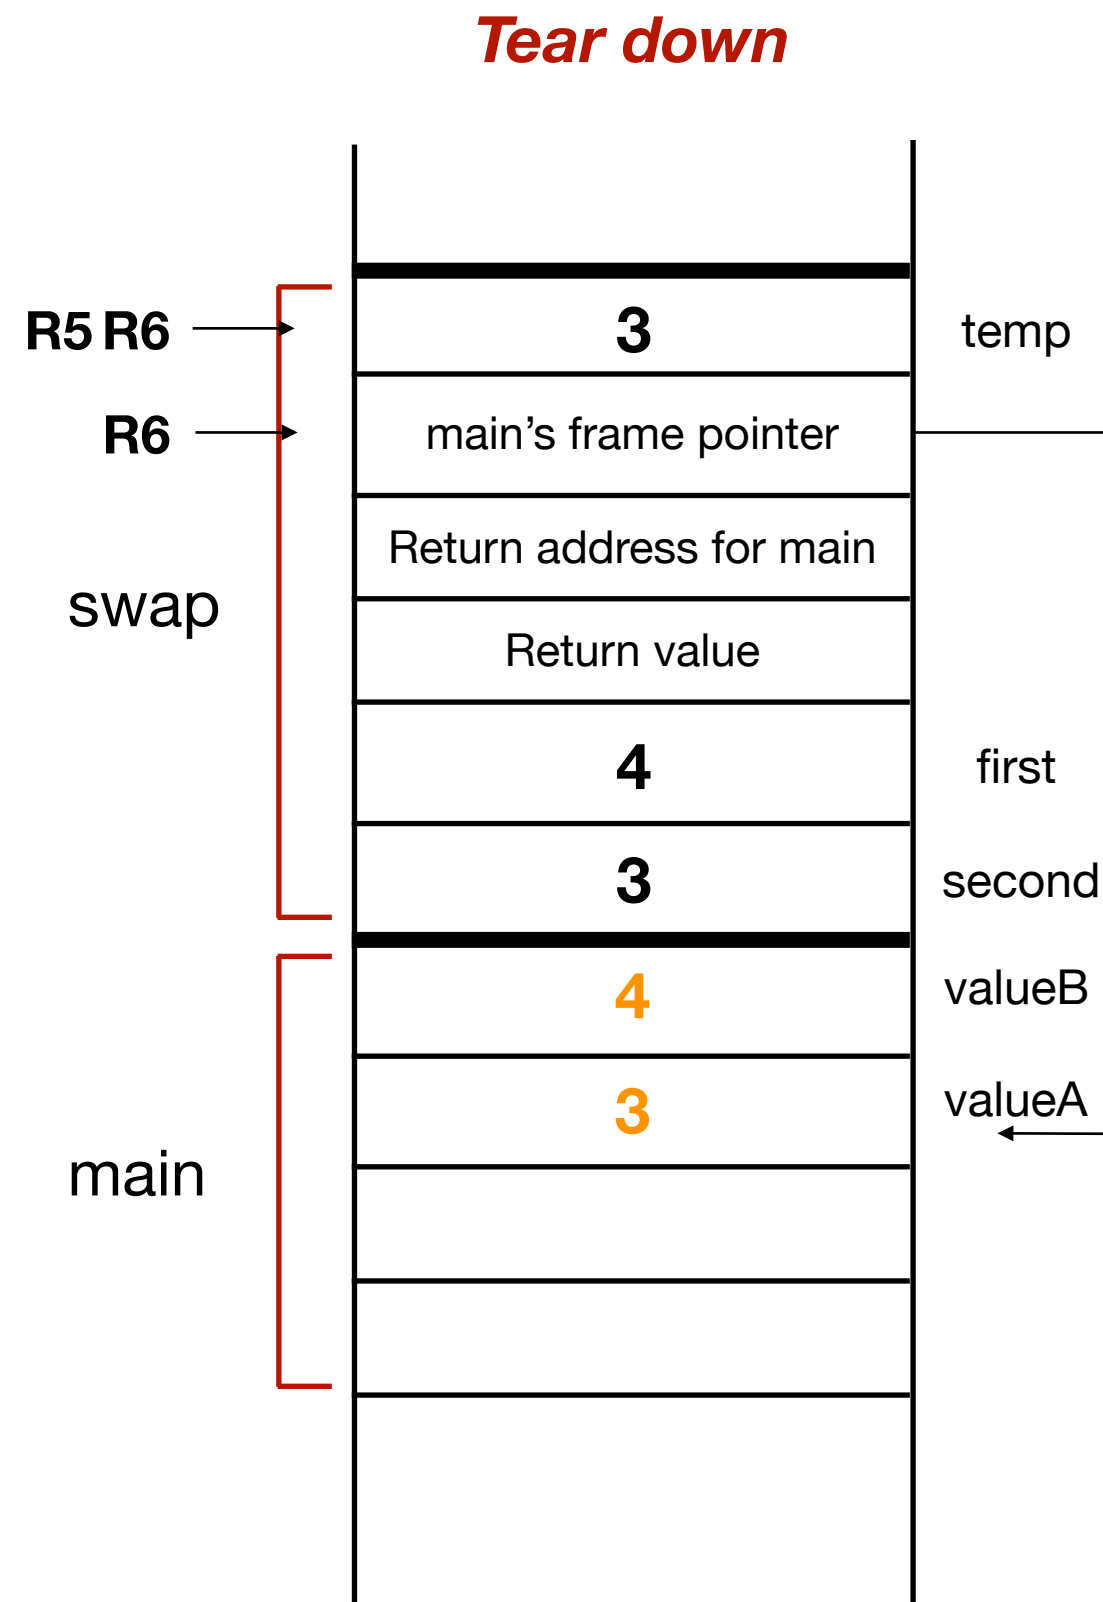 Tear down
R5 R6
3
temp
R6
main’s frame pointer
Return address for main
swap
Return value
4
first
3
second
4
valueB
3
valueA
main